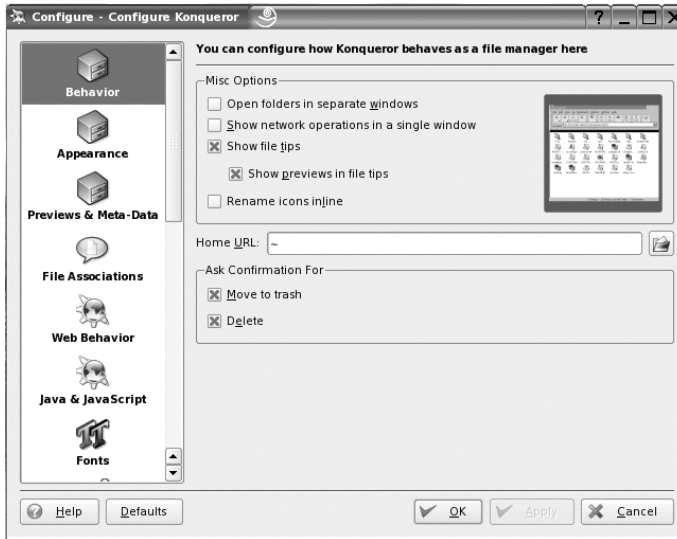 Configure - Configure Konqueror
You can configure how Konqueror behaves as a file manager here
Behavior
Appearance
Previews & Meta-Data
File Associations
Web Behavior
Java & JavaScript
Fonts
Misc Options
Open folders in separate windows
Show network operations in a single window
Show file tips
Show previews in file tips
Rename icons inline
Home URL: ~
Ask Confirmation For
Move to trash
Delete
Help
Defaults
OK
Apply
Cancel